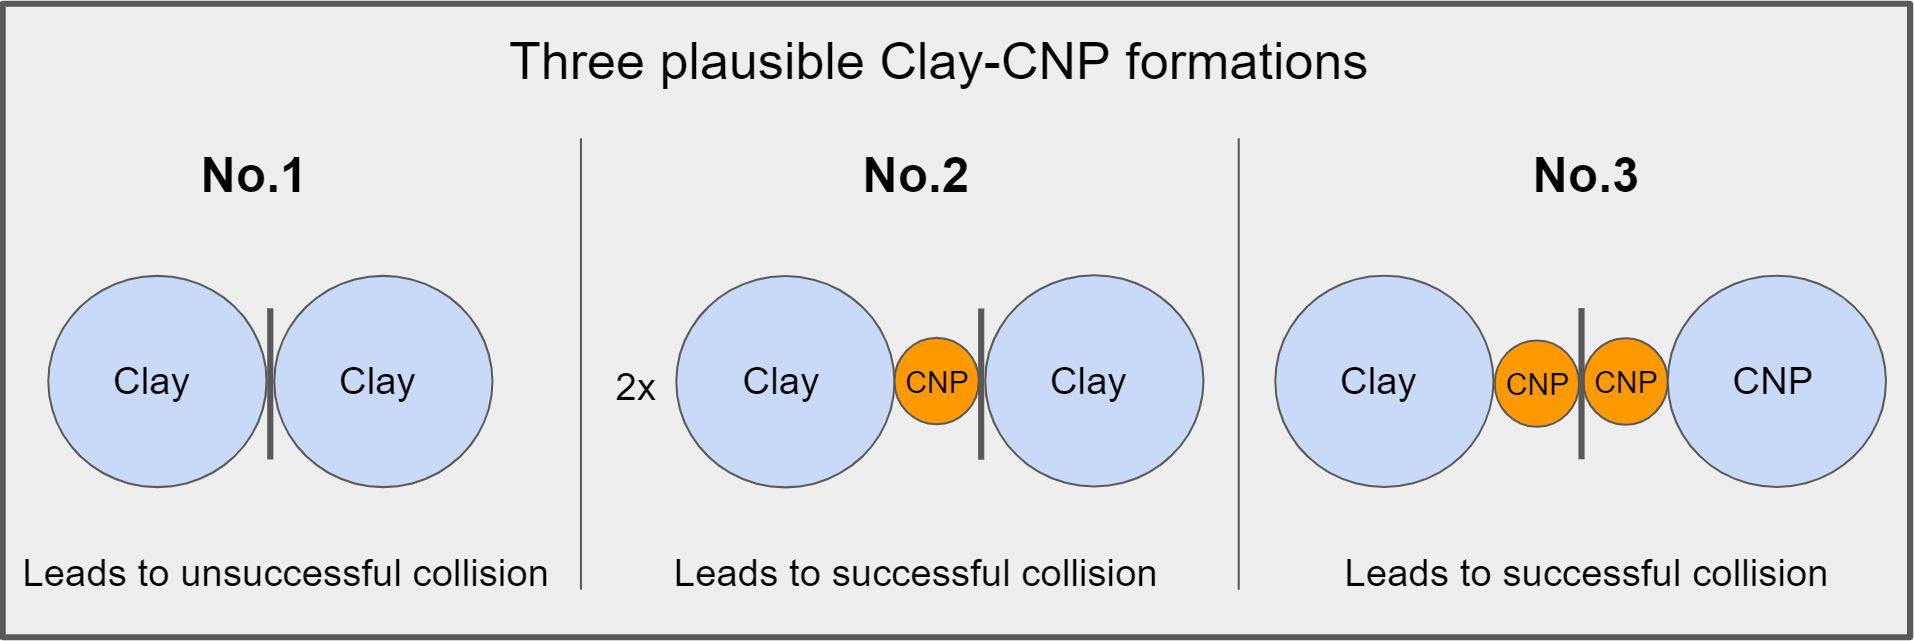 Three plausible Clay-CNP formations
No.1
No.2
No.3
Clay
Clay
2x
Clay
CNP
Clay
Clay
CNP
CNP
CNP
Leads to unsuccessful collision
Leads to successful collision
Leads to successful collision